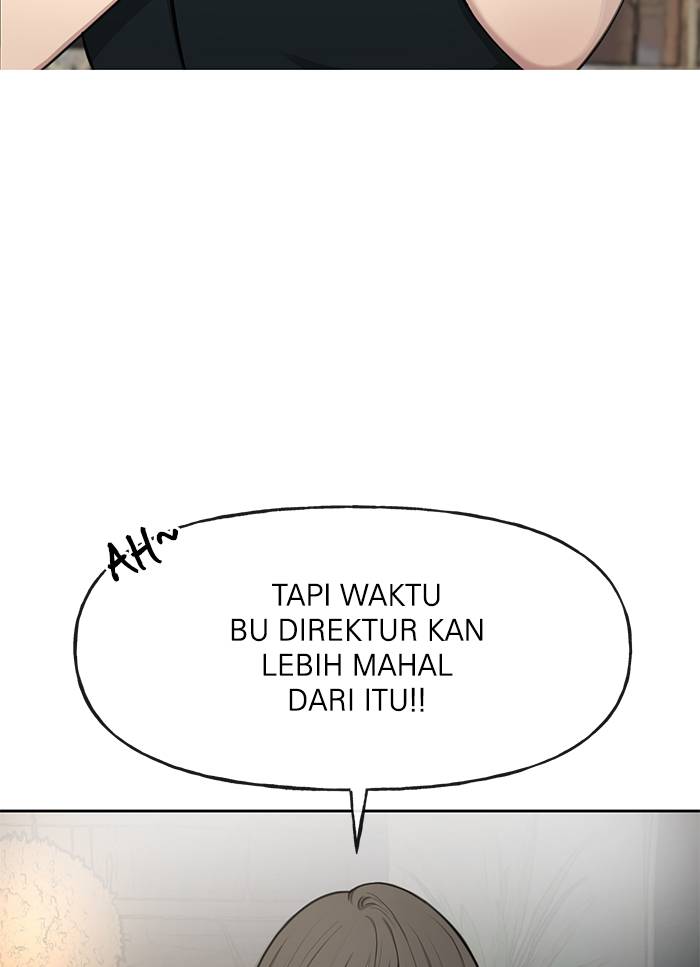 AH~
TAPI WAKTU
BU DIREKTUR KAN
LEBIH MAHAL
DARI ITU!!